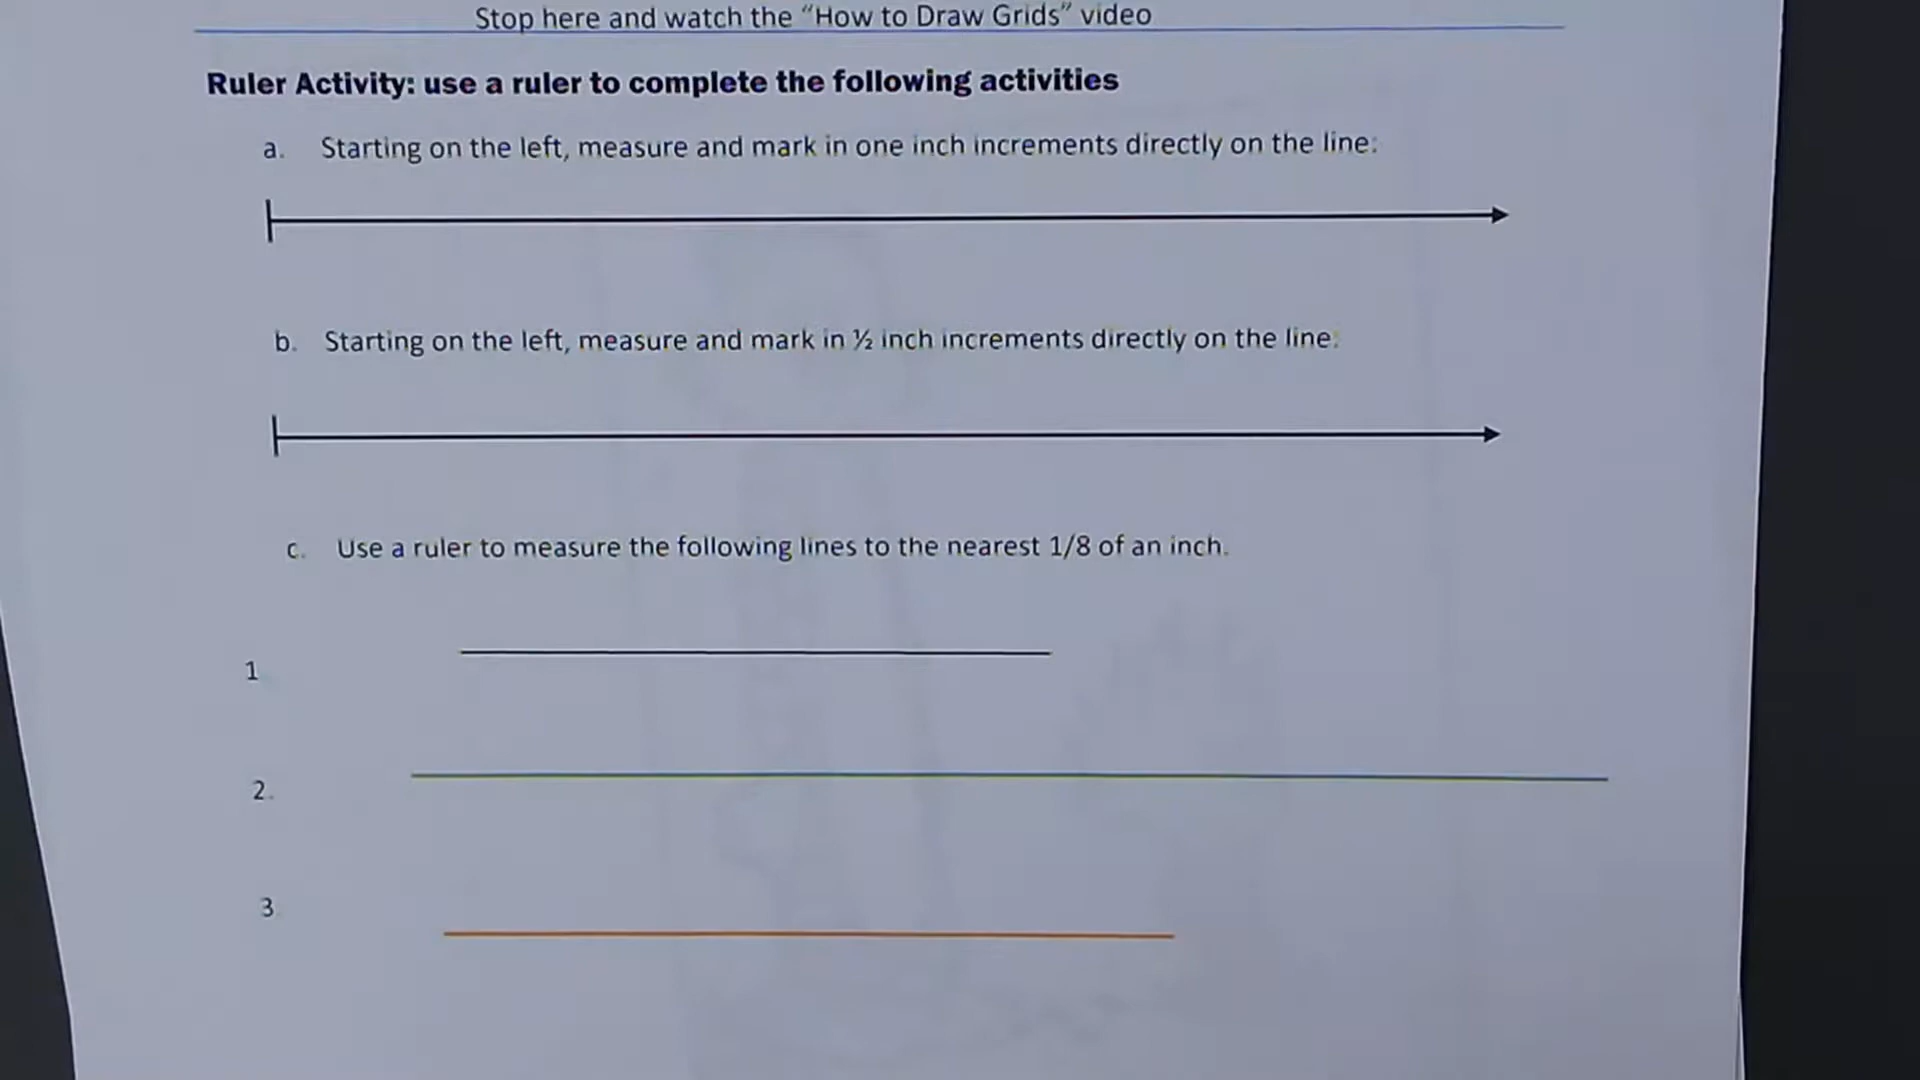 Stop here and watch the “How to Draw Grids” video
Ruler Activity: use a ruler to complete the following activities
a. Starting on the left, measure and mark in one inch increments directly on the line:
b. Starting on the left, measure and mark in ½ inch increments directly on the line:
c. Use a ruler to measure the following lines to the nearest 1/8 of an inch.
1
2.
3